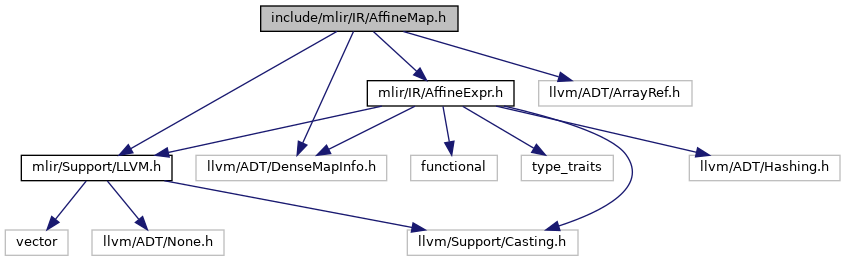 include/mlir/IR/AffineMap.h
mlir/IR/AffineExpr.h
llvm/ADT/ArrayRef.h
mlir/Support/LLVM.h
llvm/ADT/DenseMapInfo.h
functional
type_traits
llvm/ADT/Hashing.h
vector
llvm/ADT/None.h
llvm/Support/Casting.h